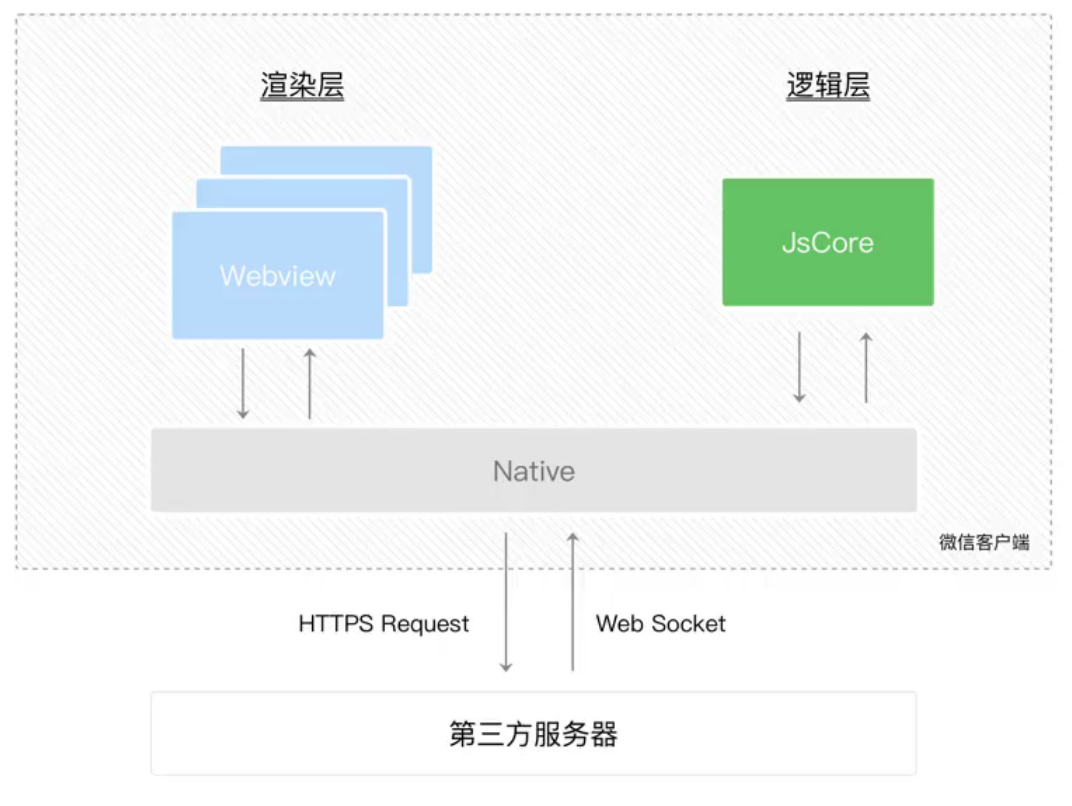 渲染层
逻辑层
Webview
JsCore
Native
微信客户端
HTTPS Request
Web Socket
第三方服务器